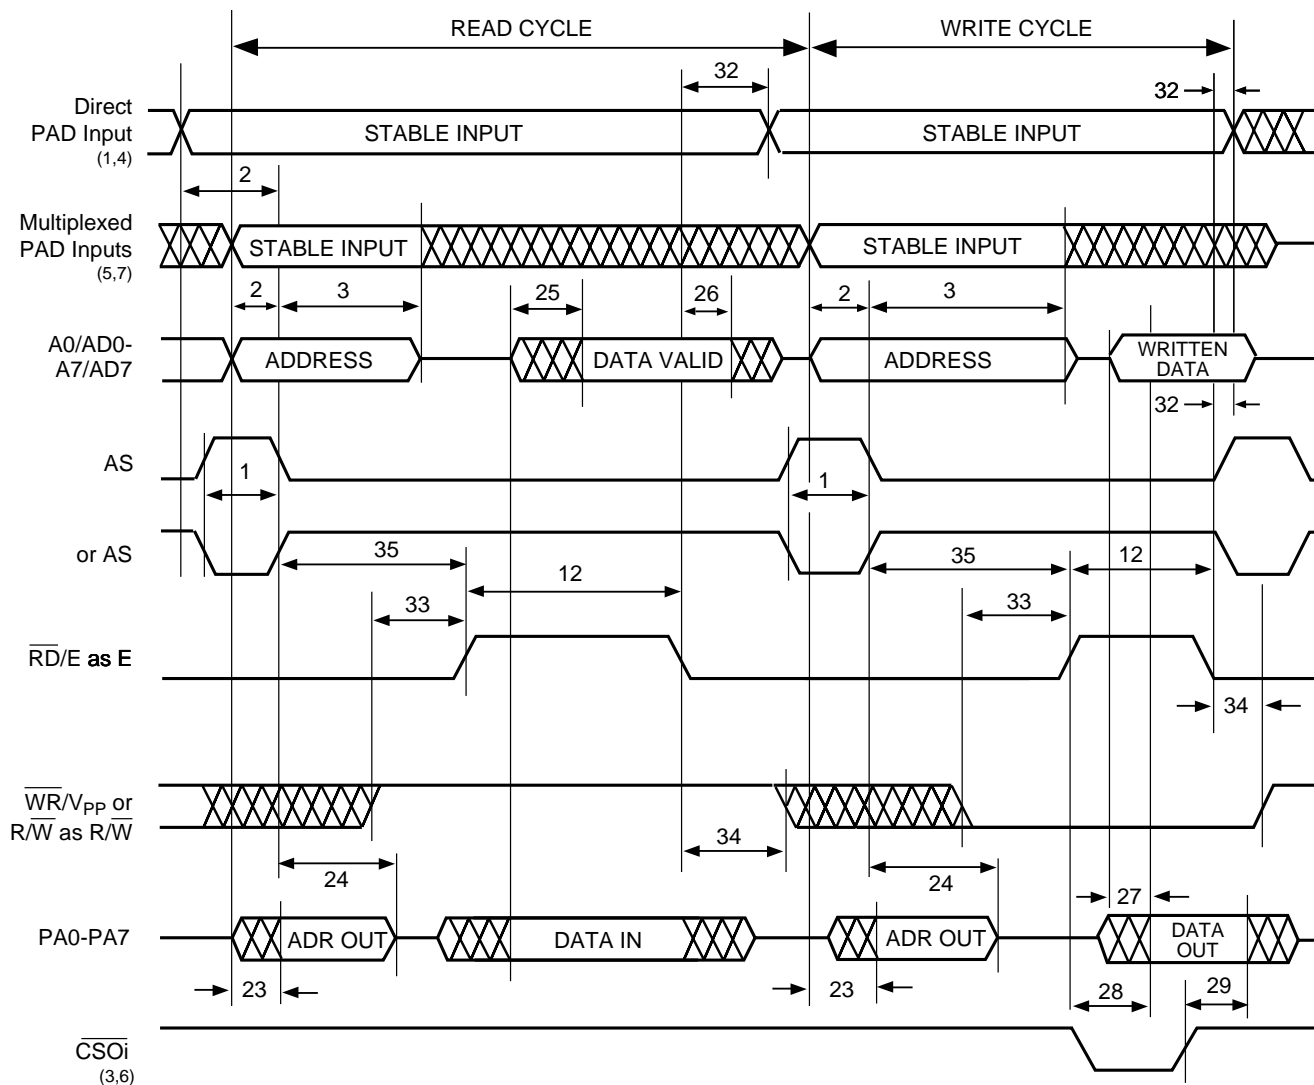 READ CYCLE
WRITE CYCLE
32
32
Direct
PAD Input
(1,4)
STABLE INPUT
STABLE INPUT
2
Multiplexed
PAD Inputs
(5,7)
STABLE INPUT
STABLE INPUT
2
3
25
26
2
3
A0/AD0-
A7/AD7
ADDRESS
DATA VALID
ADDRESS
WRITTEN
DATA
32
AS
1
1
or AS
35
12
35
12
33
33
R̅D̅/E as E
34
W̅R̅/VPP or
R/W̅ as R/W̅
34
24
24
27
PA0-PA7
ADR OUT
DATA IN
ADR OUT
DATA
OUT
23
23
28
29
C̅S̅O̅i̅
(3,6)